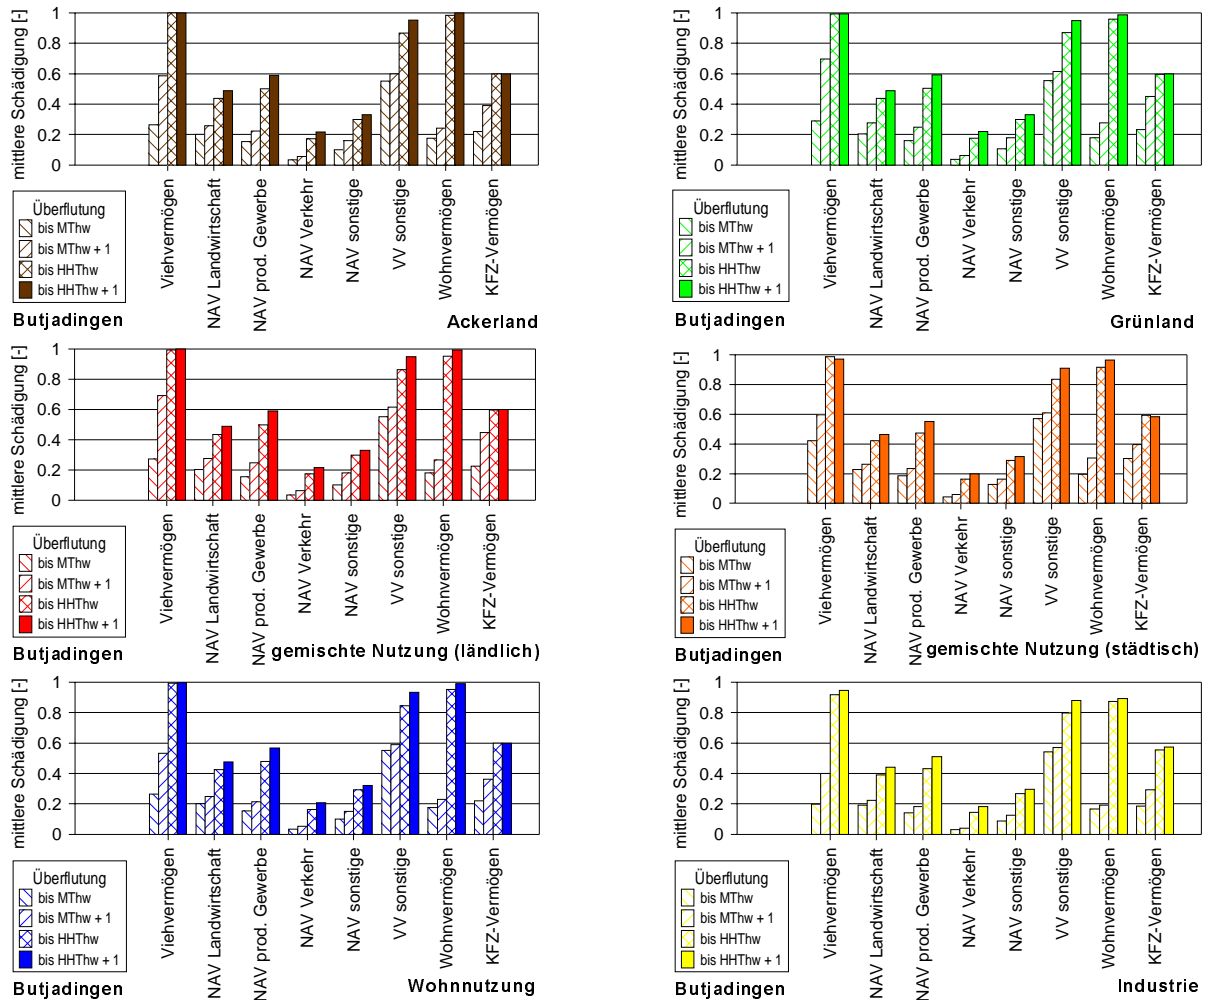 mittlere Schädigung [-]
1
0.8
0.6
0.4
0.2
0
Viehvermögen
NAV Landwirtschaft
NAV prod. Gewerbe
NAV Verkehr
NAV sonstige
VV sonstige
Wohnvermögen
KFZ-Vermögen
Überflutung
bis MThw
bis MThw + 1
bis HHThw
bis HHThw + 1
Butjadingen
Ackerland
mittlere Schädigung [-]
1
0.8
0.6
0.4
0.2
0
Viehvermögen
NAV Landwirtschaft
NAV prod. Gewerbe
NAV Verkehr
NAV sonstige
VV sonstige
Wohnvermögen
KFZ-Vermögen
Überflutung
bis MThw
bis MThw + 1
bis HHThw
bis HHThw + 1
Butjadingen
Grünland
mittlere Schädigung [-]
1
0.8
0.6
0.4
0.2
0
Viehvermögen
NAV Landwirtschaft
NAV prod. Gewerbe
NAV Verkehr
NAV sonstige
VV sonstige
Wohnvermögen
KFZ-Vermögen
Überflutung
bis MThw
bis MThw + 1
bis HHThw
bis HHThw + 1
Butjadingen
gemischte Nutzung (ländlich)
mittlere Schädigung [-]
1
0.8
0.6
0.4
0.2
0
Viehvermögen
NAV Landwirtschaft
NAV prod. Gewerbe
NAV Verkehr
NAV sonstige
VV sonstige
Wohnvermögen
KFZ-Vermögen
Überflutung
bis MThw
bis MThw + 1
bis HHThw
bis HHThw + 1
Butjadingen
gemischte Nutzung (städtisch)
mittlere Schädigung [-]
1
0.8
0.6
0.4
0.2
0
Viehvermögen
NAV Landwirtschaft
NAV prod. Gewerbe
NAV Verkehr
NAV sonstige
VV sonstige
Wohnvermögen
KFZ-Vermögen
Überflutung
bis MThw
bis MThw + 1
bis HHThw
bis HHThw + 1
Butjadingen
Wohnnutzung
mittlere Schädigung [-]
1
0.8
0.6
0.4
0.2
0
Viehvermögen
NAV Landwirtschaft
NAV prod. Gewerbe
NAV Verkehr
NAV sonstige
VV sonstige
Wohnvermögen
KFZ-Vermögen
Überflutung
bis MThw
bis MThw + 1
bis HHThw
bis HHThw + 1
Butjadingen
Industrie